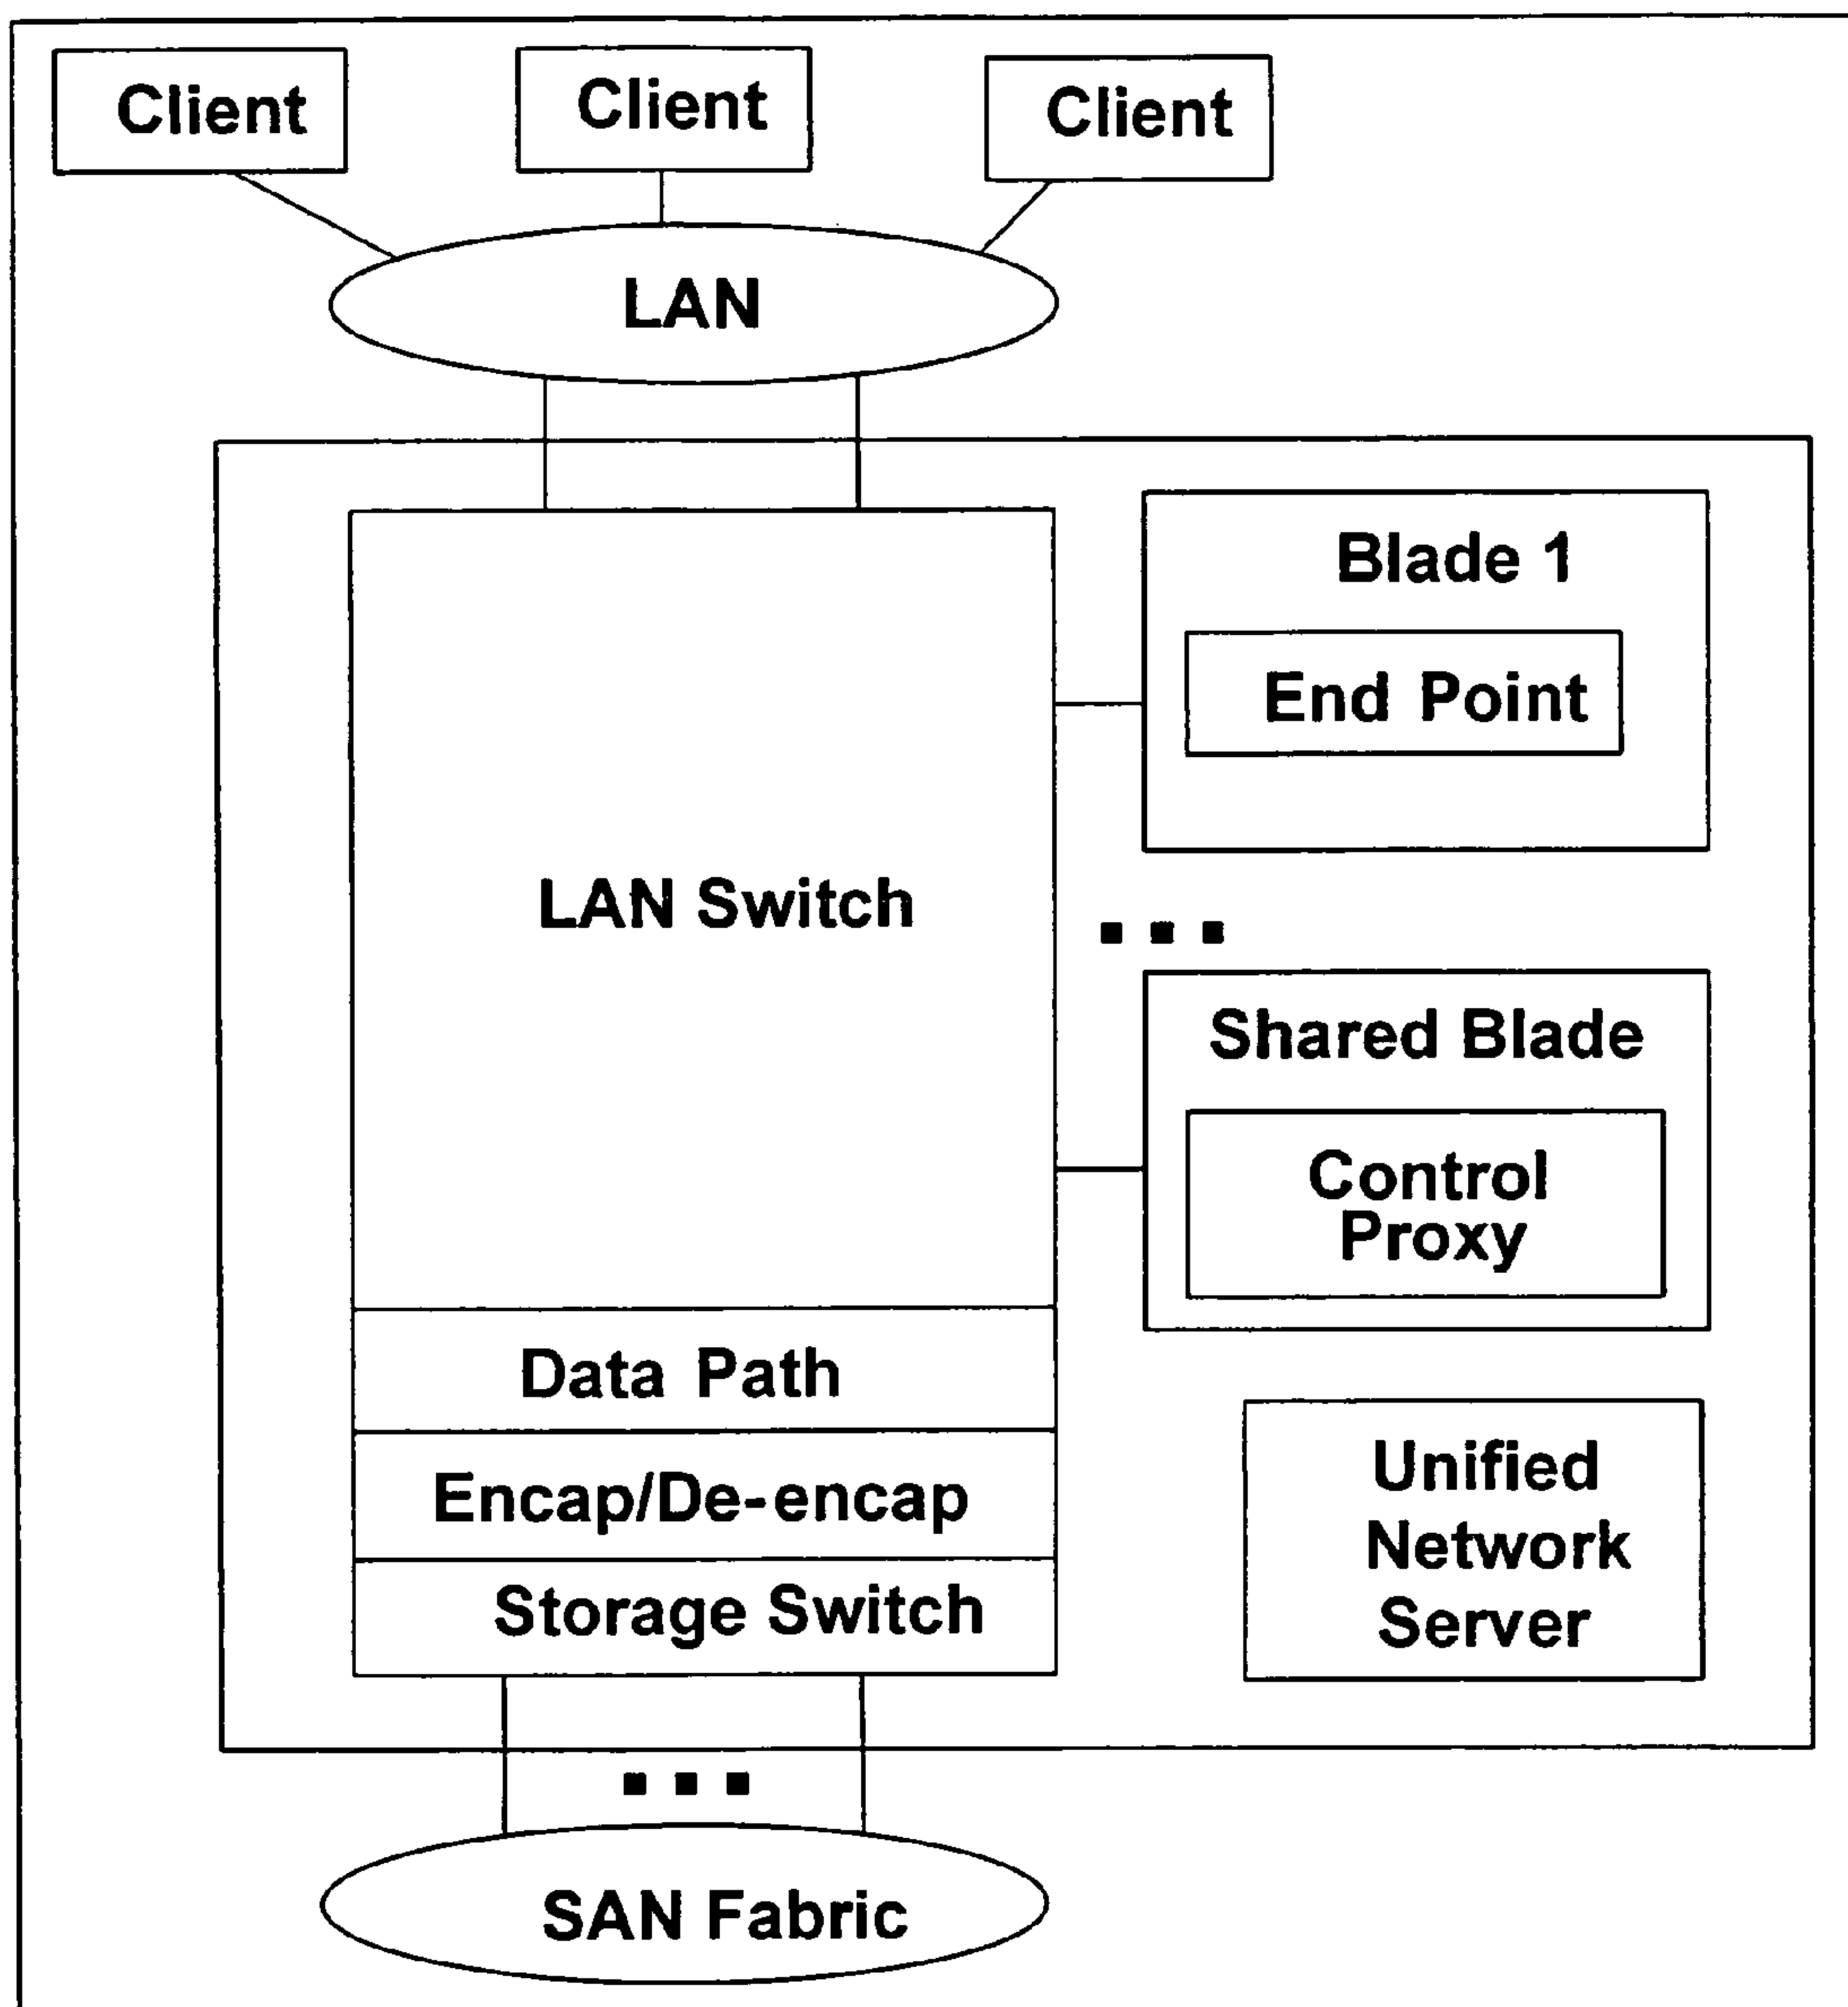 Client
Client
Client
LAN
Blade 1
End Point
LAN Switch
Shared Blade
Control
Proxy
Data Path
Encap/De-encap
Storage Switch
Unified
Network
Server
SAN Fabric